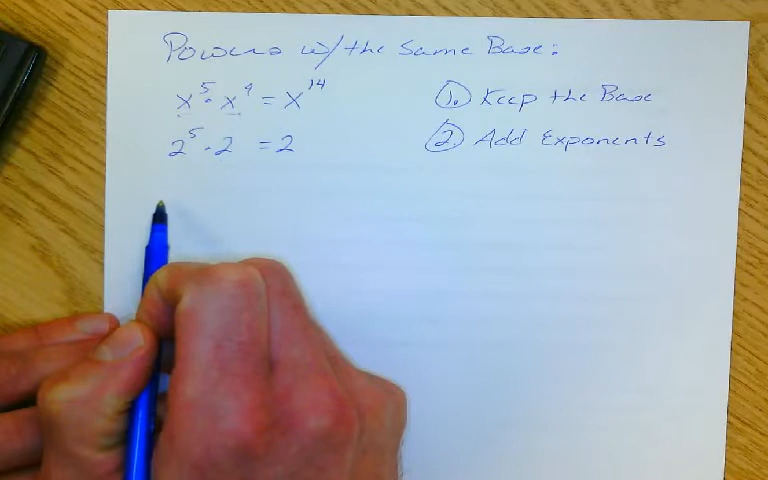 Powers w/ the Same Base:
x⁵ · x⁹ = x¹⁴
① Keep the Base
2⁵ · 2 = 2
② Add Exponents